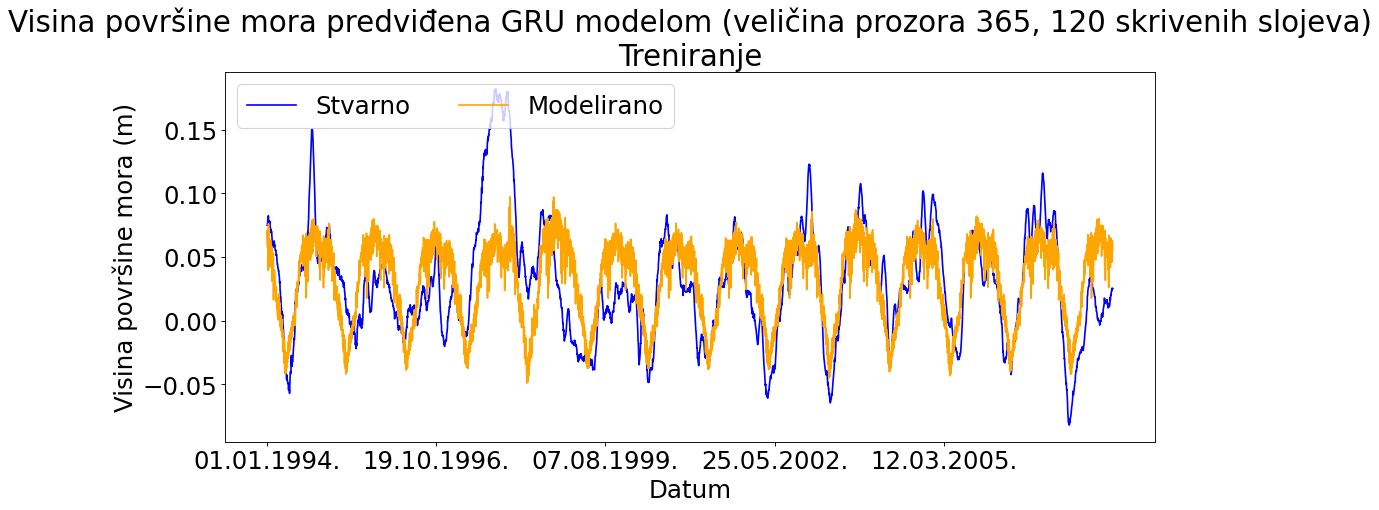 Visina površine mora predviđena GRU modelom (veličina prozora 365, 120 skrivenih slojeva)
Treniranje
Stvarno
Modelirano
Visina površine mora (m)
0.15
0.10
0.05
0.00
−0.05
01.01.1994.
19.10.1996.
07.08.1999.
25.05.2002.
12.03.2005.
Datum